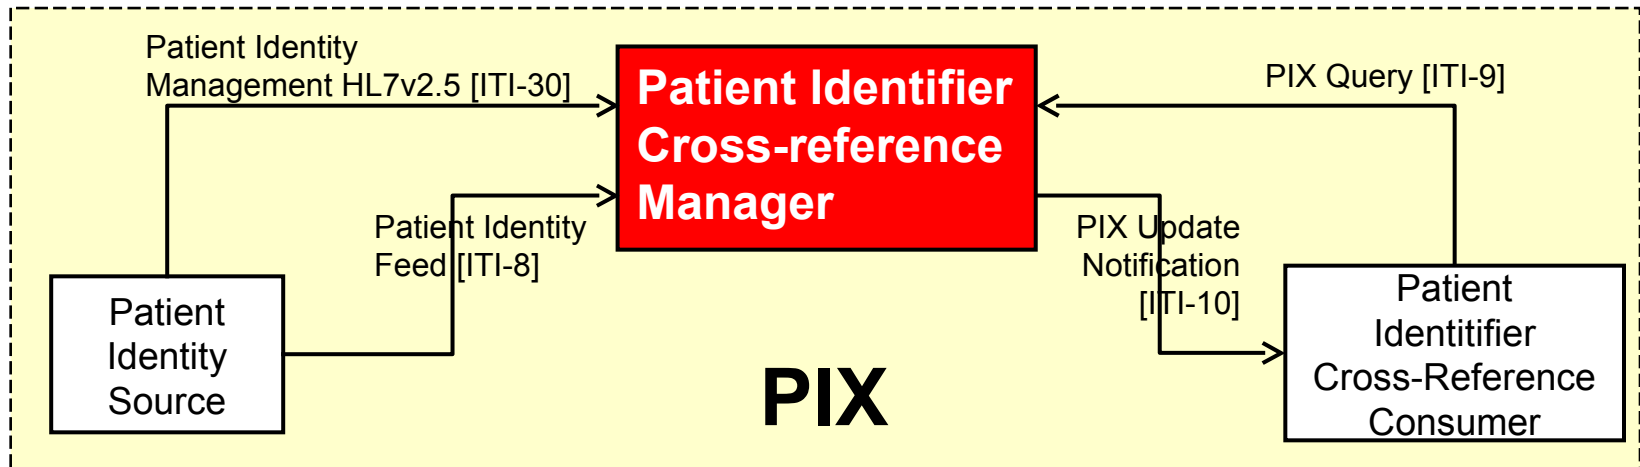 Patient Identity
Management HL7v2.5 [ITI-30]
Patient Identifier
Cross-reference
Manager
PIX Query [ITI-9]
Patient Identity
Feed [ITI-8]
PIX Update
Notification
[ITI-10]
Patient
Identity
Source
PIX
Patient
Identitifier
Cross-Reference
Consumer